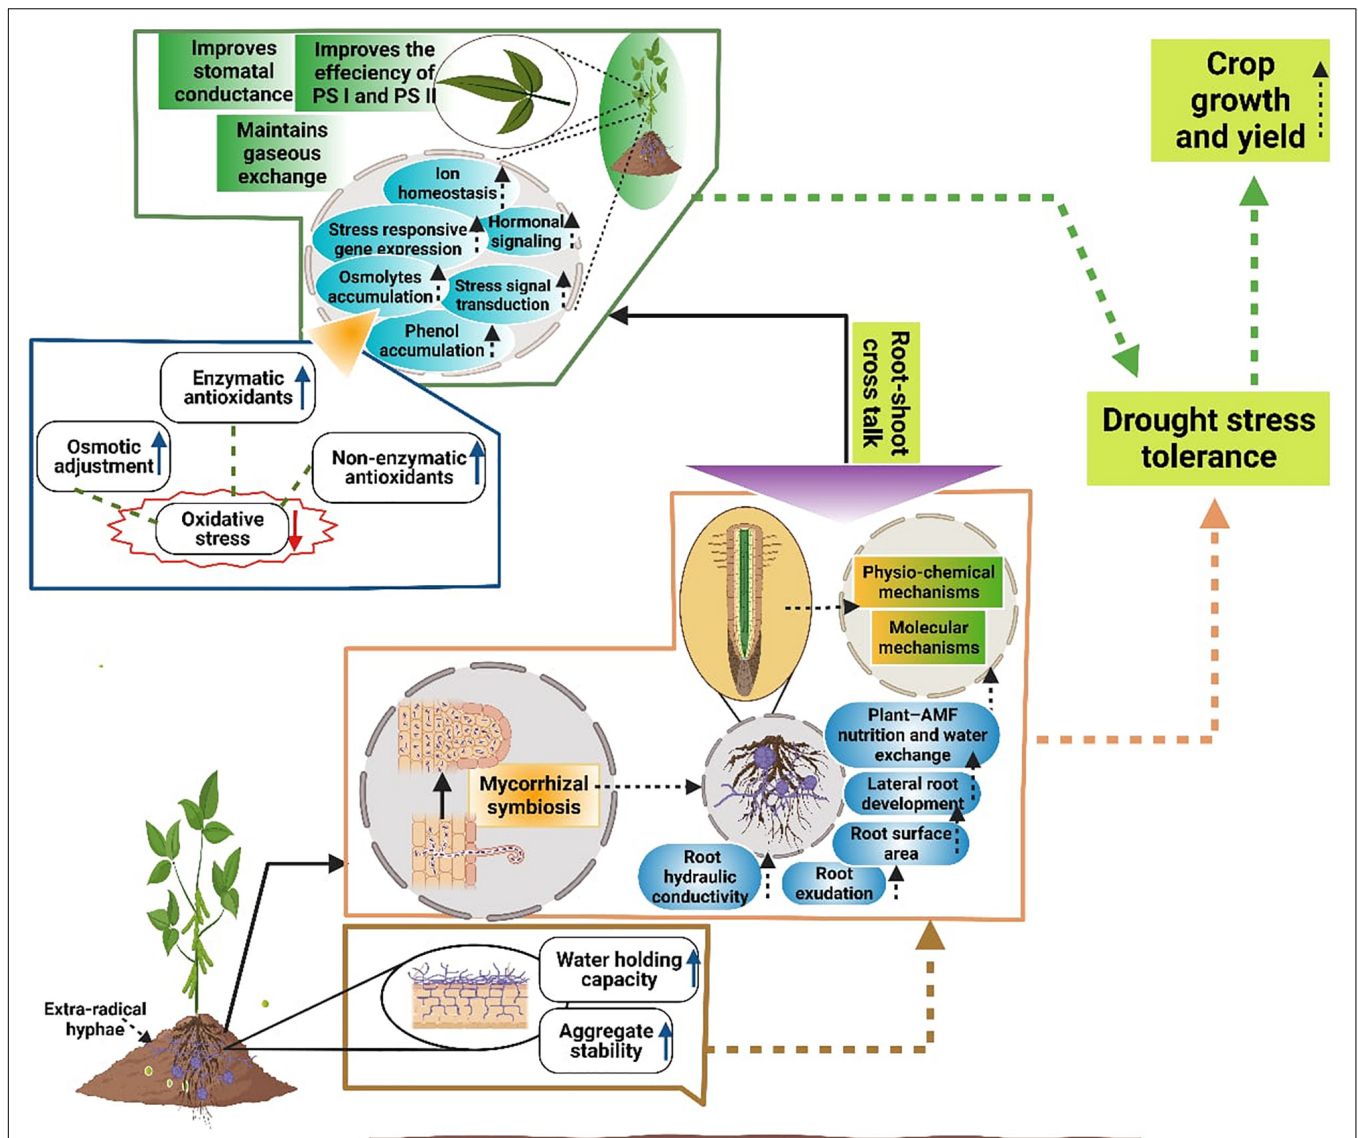 Improves
stomatal
conductance
Improves the
effeciency of
PS I and PS II
Maintains
gaseous
exchange
Crop
growth
and yield
Ion
homeostasis
Stress responsive
gene expression
Hormonal
signaling
Osmolytes
accumulation
Stress signal
transduction
Phenol
accumulation
Root-shoot
cross talk
Drought stress
tolerance
Enzymatic
antioxidants
Osmotic
adjustment
Non-enzymatic
antioxidants
Oxidative
stress
Physio-chemical
mechanisms
Molecular
mechanisms
Plant–AMF
nutrition and water
exchange
Mycorrhizal
symbiosis
Lateral root
development
Root surface
area
Root
hydraulic
conductivity
Root
exudation
Water holding
capacity
Extra-radical
hyphae
Aggregate
stability